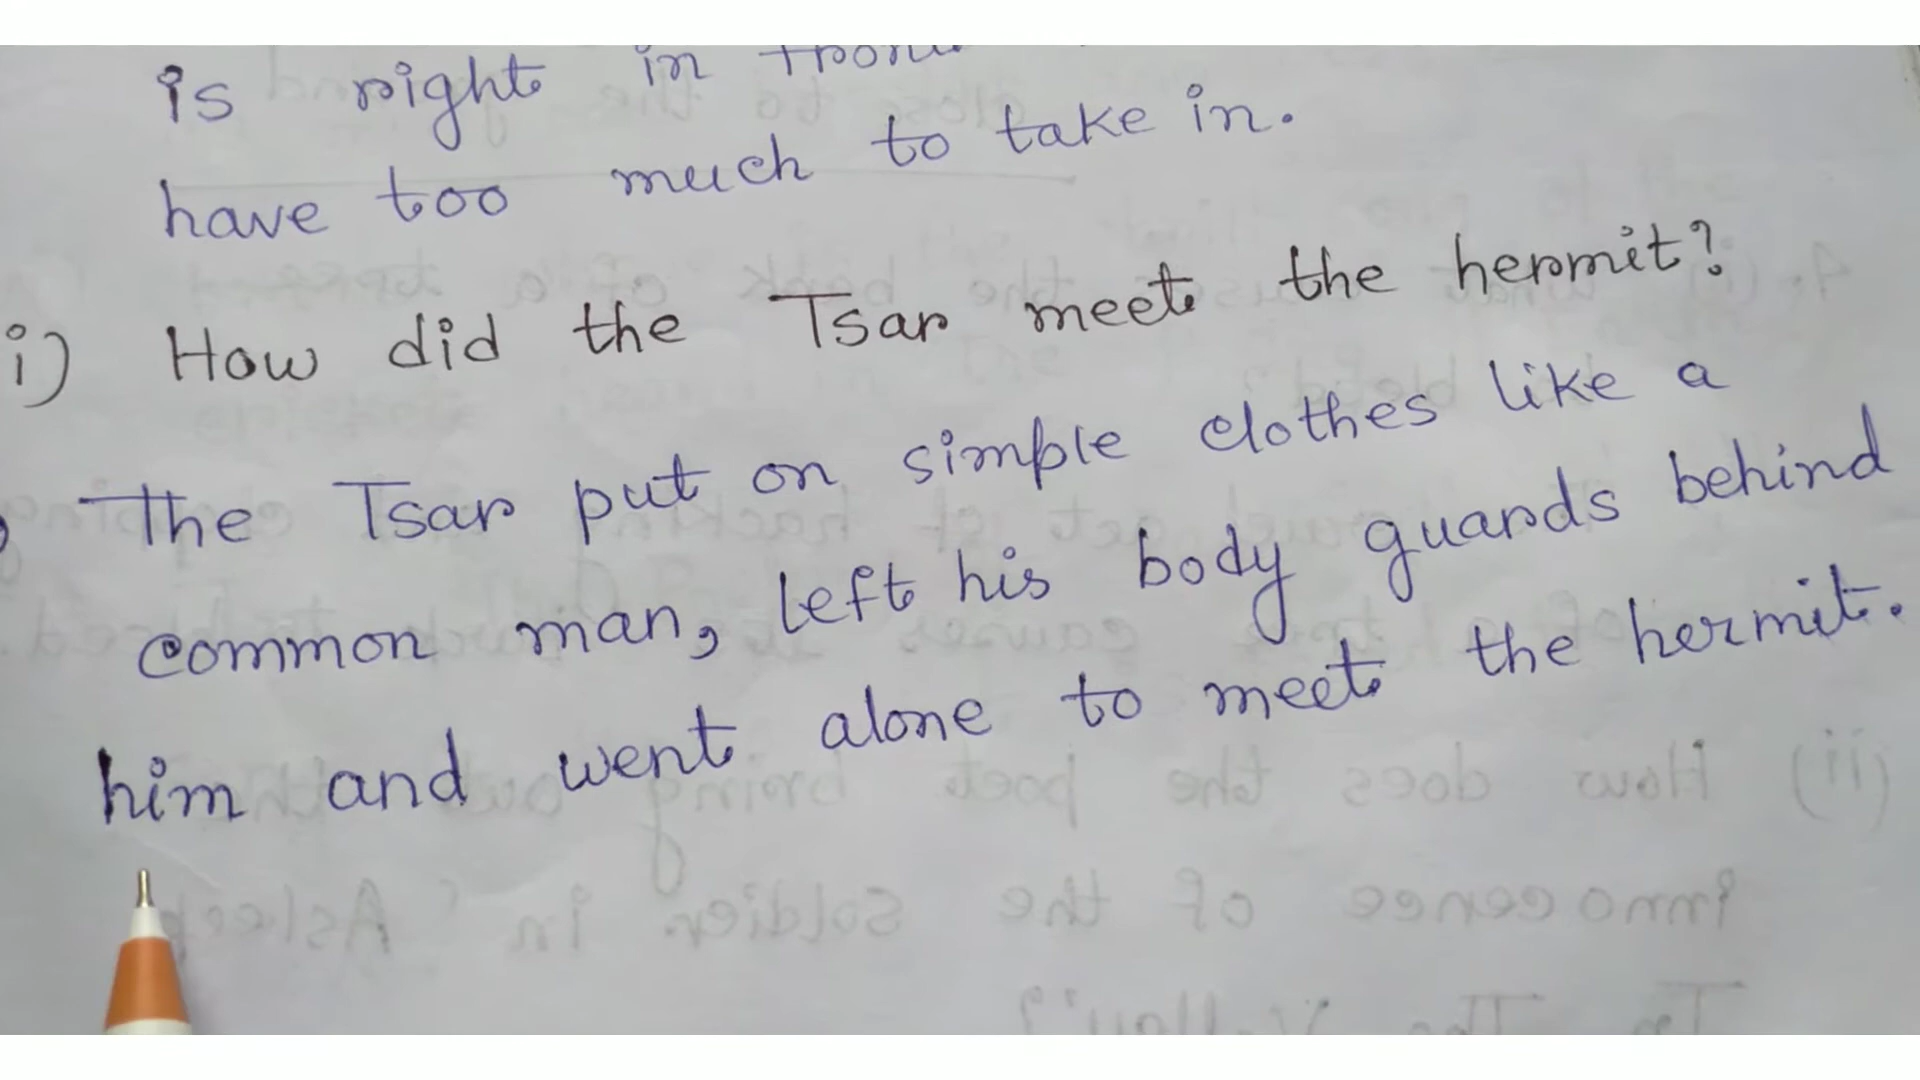 is right in front
have too much to take in.
i) How did the Tsar meet the hermit?
The Tsar put on simple clothes like a
common man, left his body guards behind
him and went alone to meet the hermit.